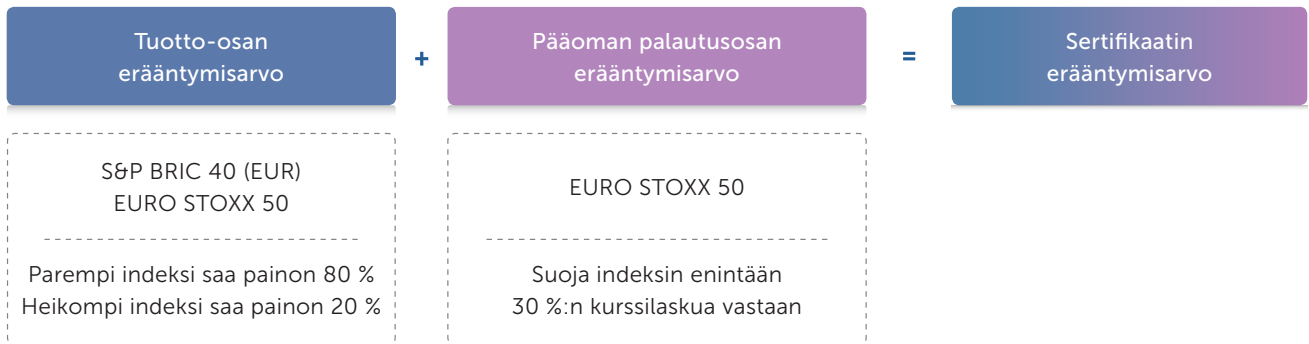 Tuotto-osan
erääntymisarvo
+
Pääoman palautusosan
erääntymisarvo
=
Sertifikaatin
erääntymisarvo
S&P BRIC 40 (EUR)
EURO STOXX 50
Parempi indeksi saa painon 80 %
Heikompi indeksi saa painon 20 %
EURO STOXX 50
Suoja indeksin enintään
30 %:n kurssilaskua vastaan